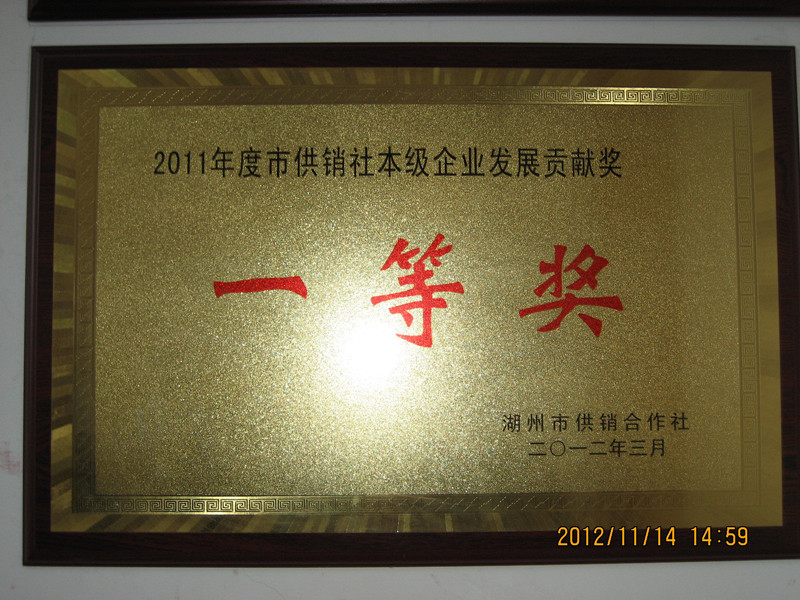 2011年度市供销社本级企业发展贡献奖
一等奖
湖州市供销合作社
二〇一二年三月
2012/11/14 14:59